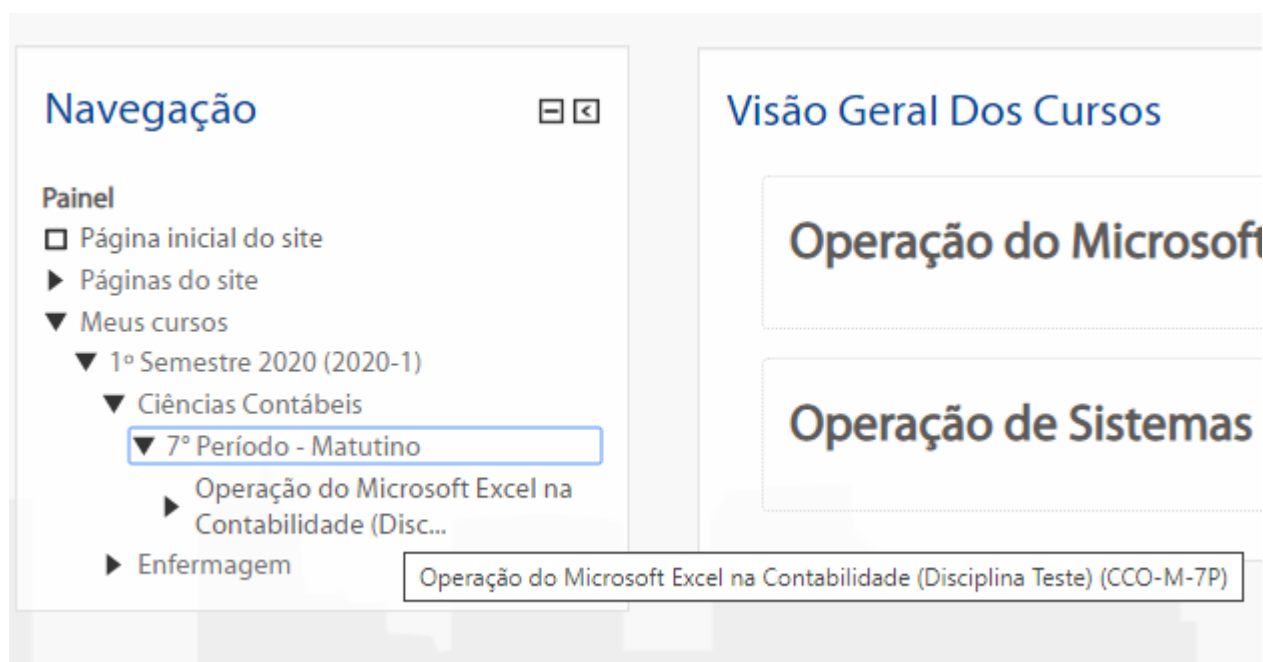 Navegação
Painel
Página inicial do site
Páginas do site
Meus cursos
1º Semestre 2020 (2020-1)
Ciências Contábeis
7° Período - Matutino
Operação do Microsoft Excel na
Contabilidade (Disc...
Enfermagem
Operação do Microsoft Excel na Contabilidade (Disciplina Teste) (CCO-M-7P)
Visão Geral Dos Cursos
Operação do Microsoft
Operação de Sistemas